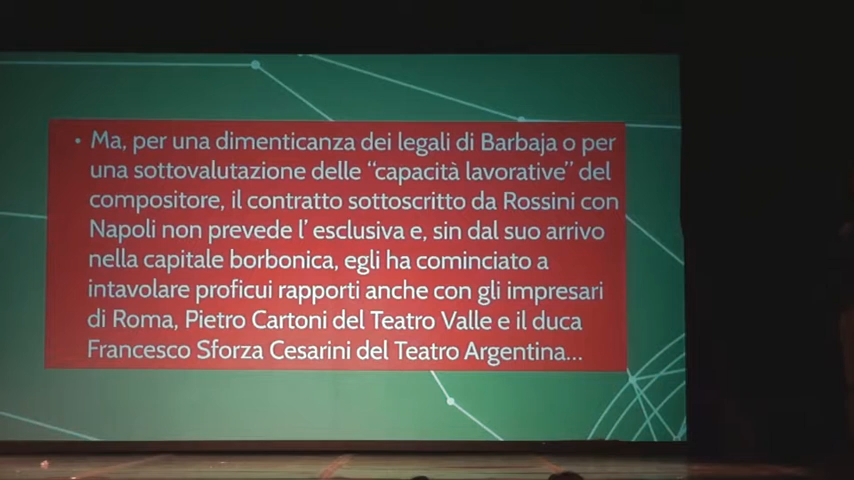 • Ma, per una dimenticanza dei legali di Barbaja o per
una sottovalutazione delle “capacità lavorative” del
compositore, il contratto sottoscritto da Rossini con
Napoli non prevede l’ esclusiva e, sin dal suo arrivo
nella capitale borbonica, egli ha cominciato a
intavolare proficui rapporti anche con gli impresari
di Roma, Pietro Cartoni del Teatro Valle e il duca
Francesco Sforza Cesarini del Teatro Argentina...